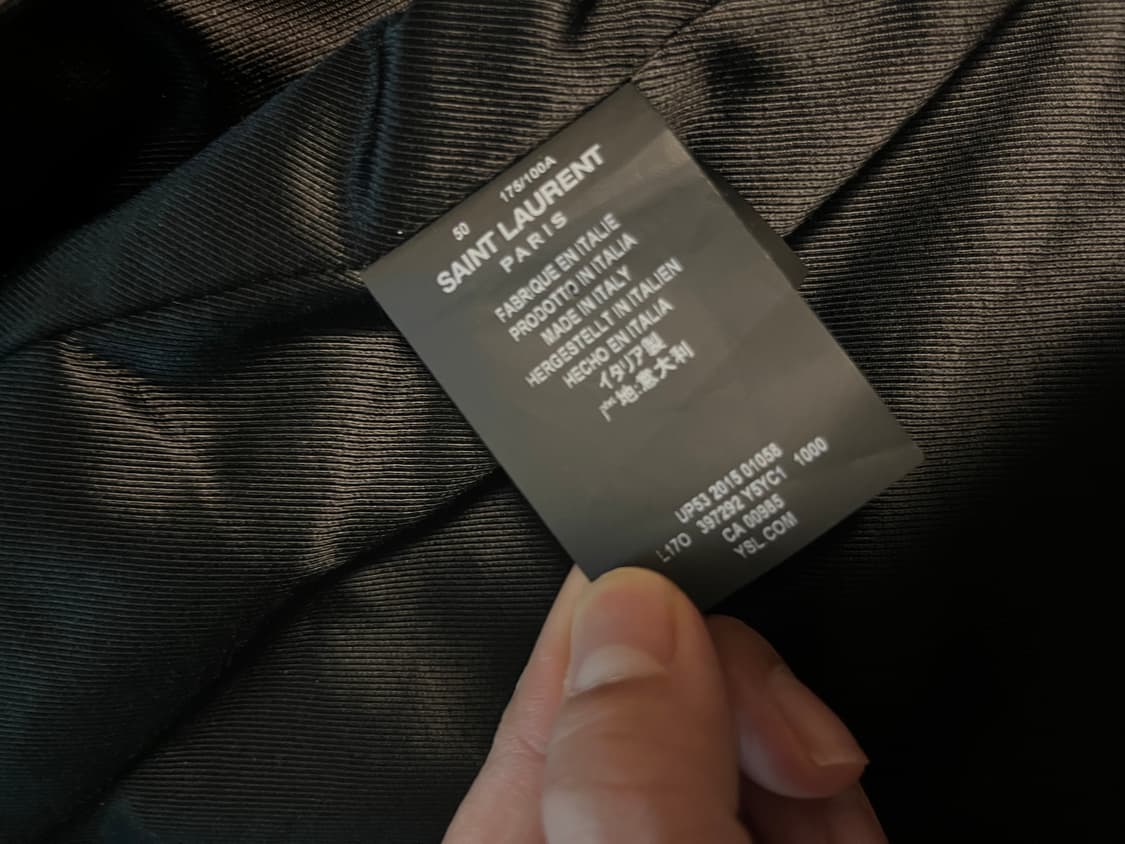 50 175/100A
SAINT LAURENT
PARIS
FABRIQUE EN ITALIE
PRODOTTO IN ITALIA
MADE IN ITALY
HERGESTELLT IN ITALIEN
HECHO EN ITALIA
イタリア製
地:意大利
UP53 2015 01058
L17O 397292 Y5YC1 1000
CA 00985
YSL.COM